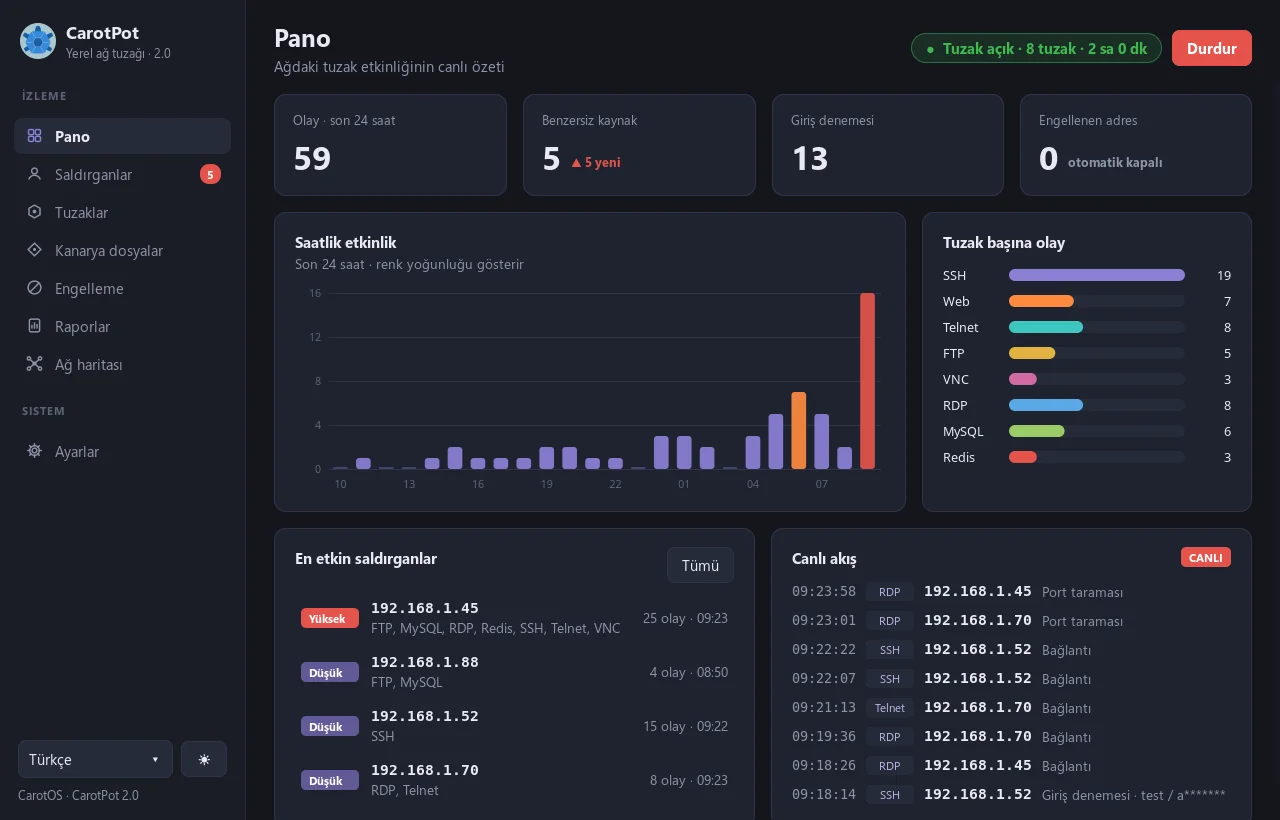 CarotPot
Yerel ağ tuzağı · 2.0
İZLEME
Pano
Saldırganlar 5
Tuzaklar
Kanarya dosyalar
Engelleme
Raporlar
Ağ haritası
SISTEM
Ayarlar
Türkçe
CarotOS · CarotPot 2.0
Pano
Ağdaki tuzak etkinliğinin canlı özeti
● Tuzak açık · 8 tuzak · 2 sa 0 dk
Durdur
Olay · son 24 saat
59
Benzersiz kaynak
5 ▲ 5 yeni
Giriş denemesi
13
Engellenen adres
0 otomatik kapalı
Saatlik etkinlik
Son 24 saat · renk yoğunluğu gösterir
16
12
8
4
0
10 13 16 19 22 01 04 07
Tuzak başına olay
SSH 19
Web 7
Telnet 8
FTP 5
VNC 3
RDP 8
MySQL 6
Redis 3
En etkin saldırganlar
Tümü
Yüksek 192.168.1.45 25 olay · 09:23
FTP, MySQL, RDP, Redis, SSH, Telnet, VNC
Düşük 192.168.1.88 4 olay · 08:50
FTP, MySQL
Düşük 192.168.1.52 15 olay · 09:22
SSH
Düşük 192.168.1.70 8 olay · 09:23
RDP, Telnet
Canlı akış
CANLI
09:23:58 RDP 192.168.1.45 Port taraması
09:23:01 RDP 192.168.1.70 Port taraması
09:22:22 SSH 192.168.1.52 Bağlantı
09:22:07 SSH 192.168.1.52 Bağlantı
09:21:13 Telnet 192.168.1.70 Bağlantı
09:19:36 RDP 192.168.1.70 Bağlantı
09:18:26 RDP 192.168.1.45 Bağlantı
09:18:14 SSH 192.168.1.52 Giriş denemesi · test / a*******